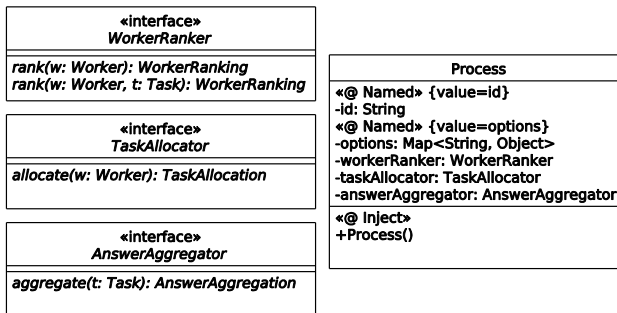 «interface»
WorkerRanker
rank(w: Worker): WorkerRanking
rank(w: Worker, t: Task): WorkerRanking
«interface»
TaskAllocator
allocate(w: Worker): TaskAllocation
«interface»
AnswerAggregator
aggregate(t: Task): AnswerAggregation
Process
«@ Named» {value=id}
-id: String
«@ Named» {value=options}
-options: Map<String, Object>
-workerRanker: WorkerRanker
-taskAllocator: TaskAllocator
-answerAggregator: AnswerAggregator
«@ Inject»
+Process()